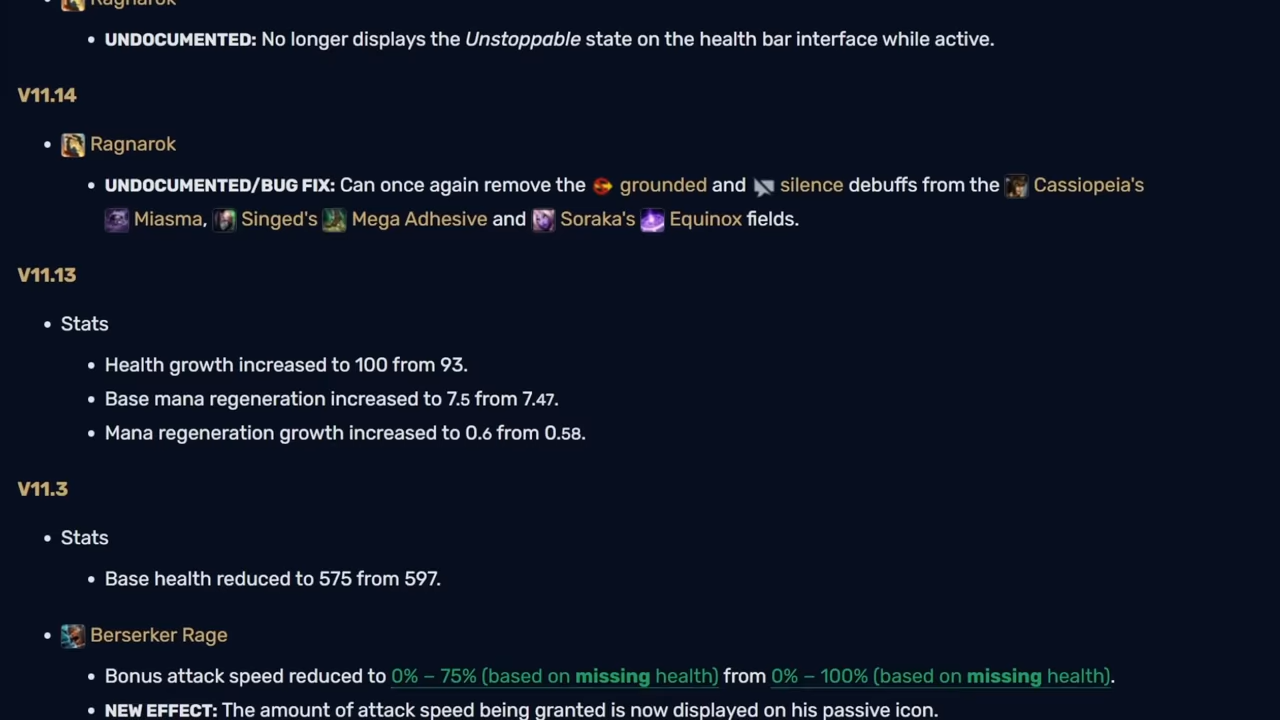 Ragnarok
UNDOCUMENTED: No longer displays the Unstoppable state on the health bar interface while active.
V11.14
Ragnarok
UNDOCUMENTED/BUG FIX: Can once again remove the grounded and silence debuffs from the Cassiopeia's
Miasma, Singed's Mega Adhesive and Soraka's Equinox fields.
V11.13
Stats
Health growth increased to 100 from 93.
Base mana regeneration increased to 7.5 from 7.47.
Mana regeneration growth increased to 0.6 from 0.58.
V11.3
Stats
Base health reduced to 575 from 597.
Berserker Rage
Bonus attack speed reduced to 0% – 75% (based on missing health) from 0% – 100% (based on missing health).
NEW EFFECT: The amount of attack speed being granted is now displayed on his passive icon.